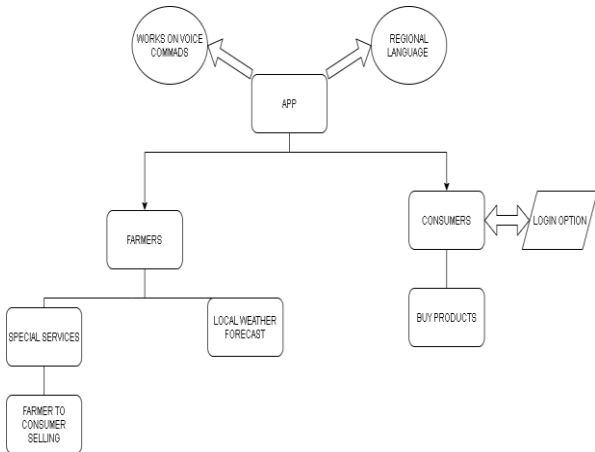 WORKS ON VOICE
COMMADS
REGIONAL
LANGUAGE
APP
FARMERS
CONSUMERS
LOGIN OPTION
SPECIAL SERVICES
LOCAL WEATHER
FORECAST
BUY PRODUCTS
FARMER TO
CONSUMER
SELLING